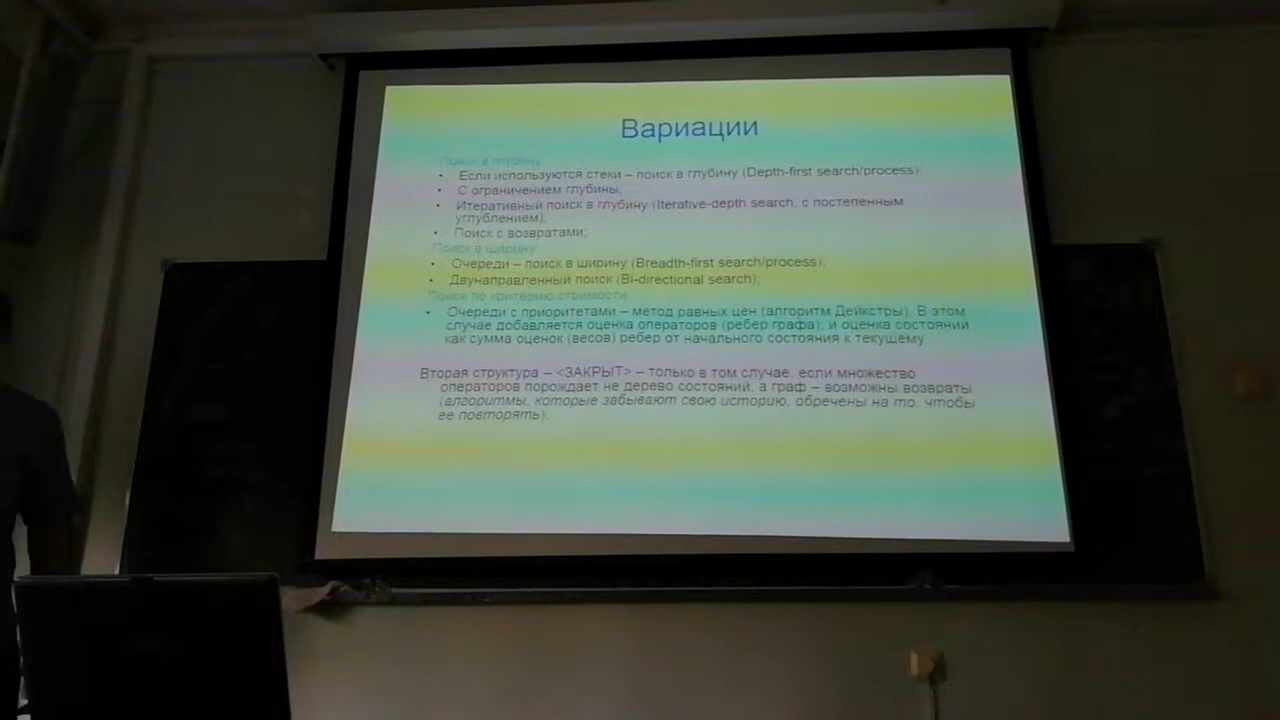 Вариации
Поиск в глубину
• Если используются стеки – поиск в глубину (Depth-first search/process);
• С ограничением глубины;
• Итеративный поиск в глубину (Iterative-depth search, с постепенным
углублением);
• Поиск с возвратами;
Поиск в ширину
• Очереди – поиск в ширину (Breadth-first search/process);
• Двунаправленный поиск (Bi-directional search);
Поиск по критерию стоимости
• Очереди с приоритетами – метод равных цен (алгоритм Дейкстры). В этом
случае добавляется оценка операторов (ребер графа), и оценка состояний
как сумма оценок (весов) ребер от начального состояния к текущему
Вторая структура – <ЗАКРЫТ> – только в том случае, если множество
операторов порождает не дерево состояний, а граф – возможны возвраты
(алгоритмы, которые забывают свою историю, обречены на то, чтобы
ее повторять).